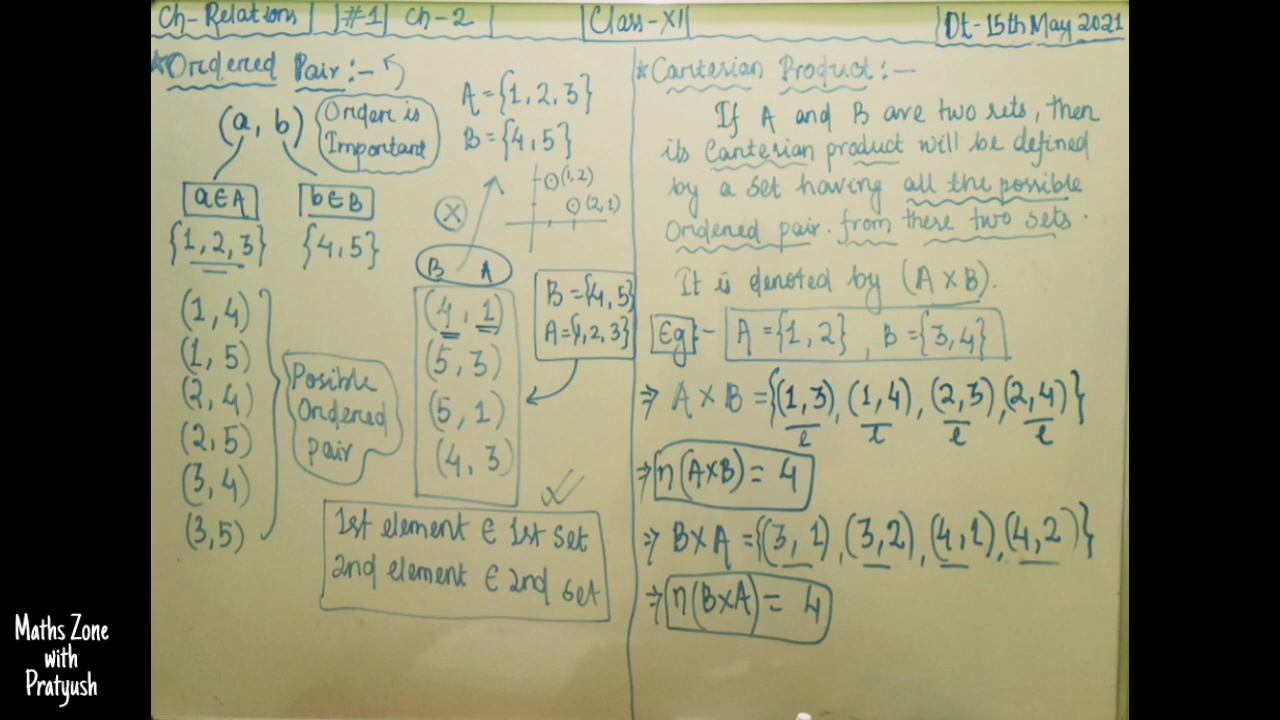 Ch- Relations | #1 | Ch-2 | Class-XI | Dt-15th May 2021
*Ordered Pair:-
(a, b)
Order is
Important
a∈A b∈B
{1, 2, 3} {4, 5}
(1, 4)
(1, 5)
(2, 4)
(2, 5)
(3, 4)
(3, 5)
Posible
Ordered
pair
A = {1, 2, 3}
B = {4, 5}
(1, 2)
(2, 1)
X
B A
(4, 1)
(5, 3)
(5, 1)
(4, 3)
B = {4, 5}
A = {1, 2, 3}
1st element ∈ 1st Set
2nd element ∈ 2nd Set
*Cartesian Product:-
If A and B are two sets, then
its Cartesian product will be defined
by a set having all the possible
Ordered pair from these two sets.
It is denoted by (A × B).
Eg:- A = {1, 2}, B = {3, 4}
⇒ A × B = {(1, 3), (1, 4), (2, 3), (2, 4)}
⇒ n(A×B) = 4
⇒ B×A = {(3, 1), (3, 2), (4, 1), (4, 2)}
⇒ n(B×A) = 4
Maths Zone
with
Pratyush